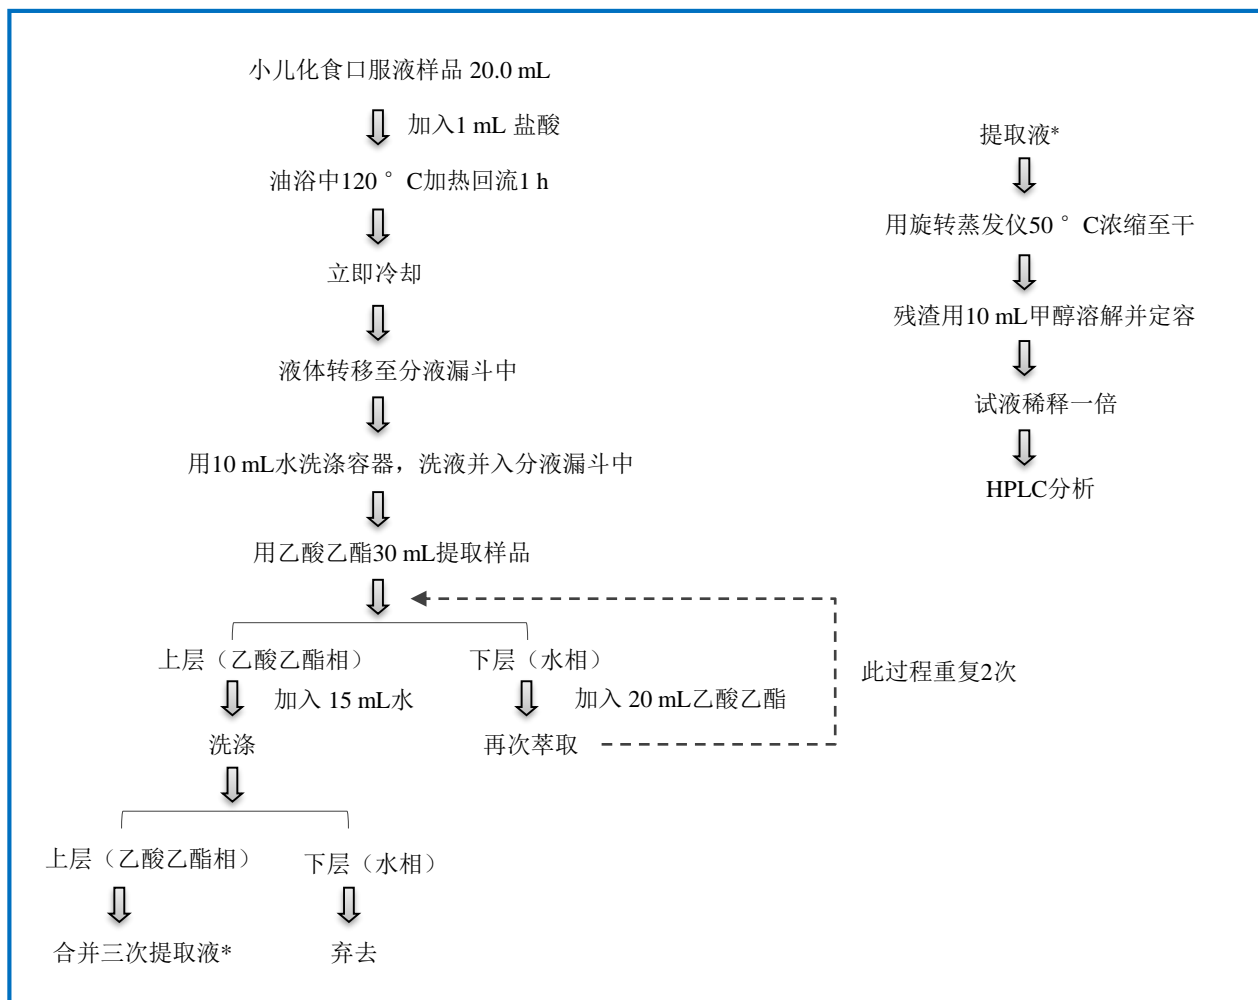 小儿化食口服液样品 20.0 mL
加入1 mL 盐酸
油浴中120 ° C加热回流1 h
立即冷却
液体转移至分液漏斗中
用10 mL水洗涤容器，洗液并入分液漏斗中
用乙酸乙酯30 mL提取样品
上层（乙酸乙酯相）
下层（水相）
加入 15 mL水
加入 20 mL乙酸乙酯
此过程重复2次
洗涤
再次萃取
上层（乙酸乙酯相）
下层（水相）
合并三次提取液*
弃去
提取液*
用旋转蒸发仪50 ° C浓缩至干
残渣用10 mL甲醇溶解并定容
试液稀释一倍
HPLC分析